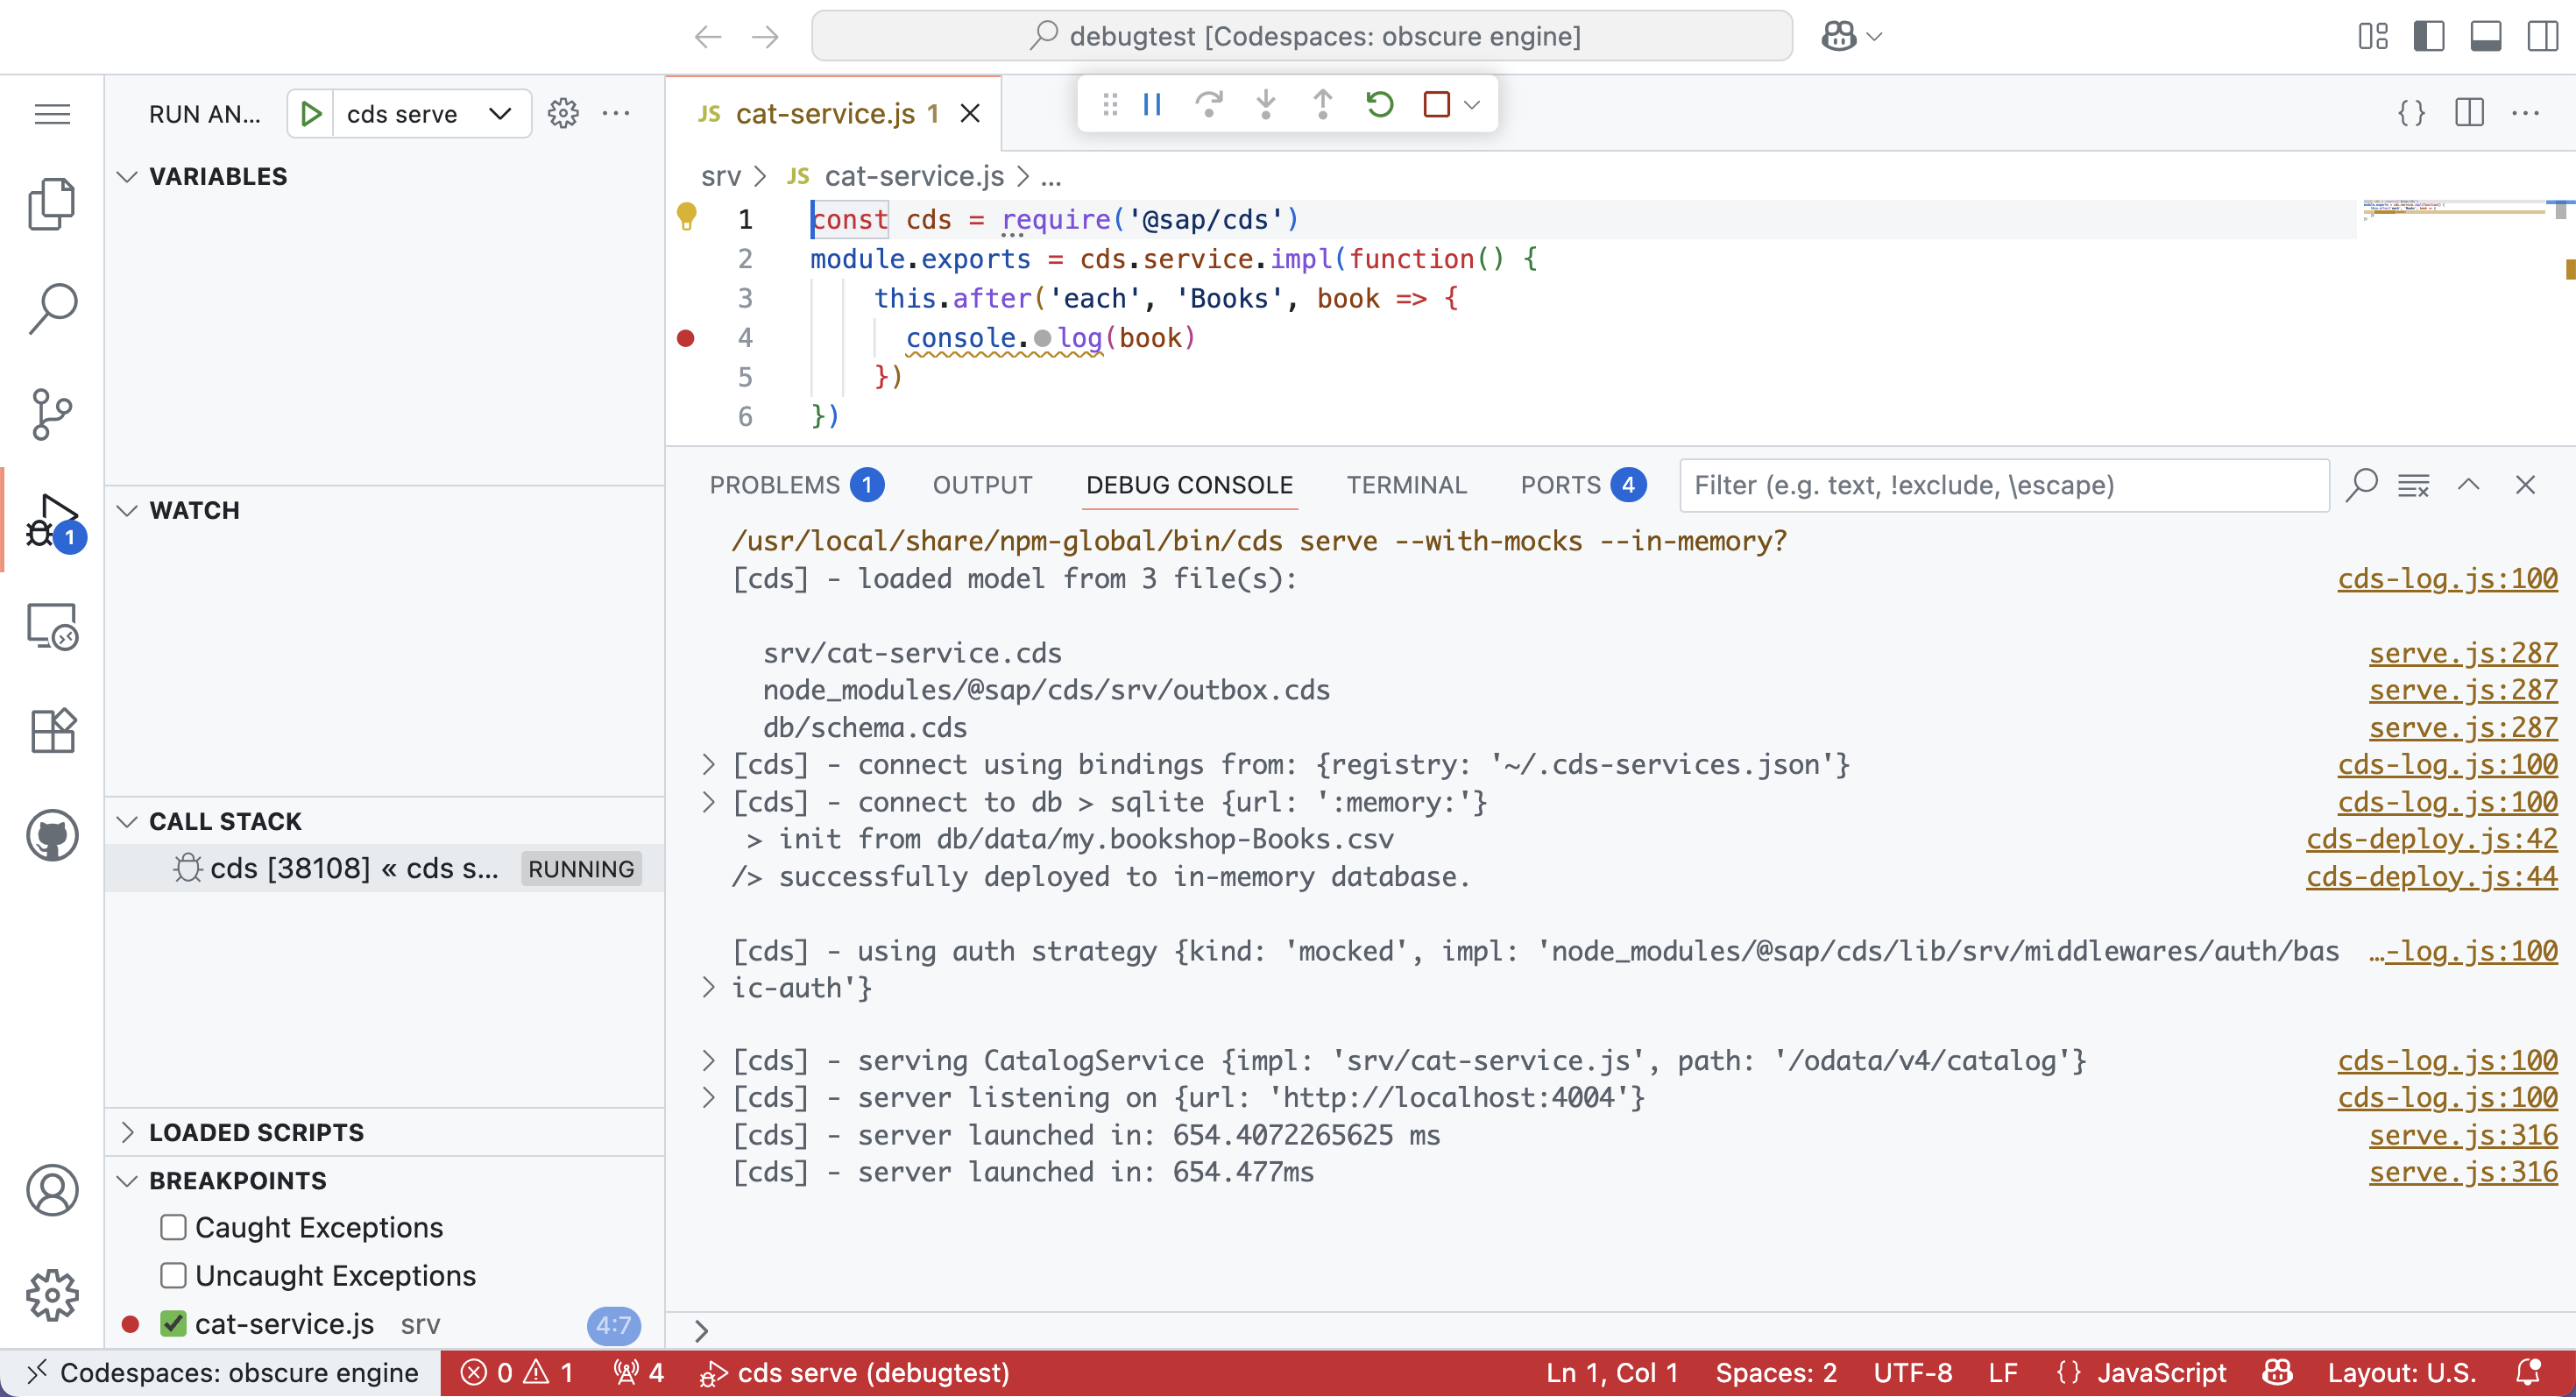 debugtest [Codespaces: obscure engine]
RUN AN...
cds serve
VARIABLES
WATCH
CALL STACK
cds [38108] « cds s...
RUNNING
LOADED SCRIPTS
BREAKPOINTS
Caught Exceptions
Uncaught Exceptions
cat-service.js srv 4:7
1
JS cat-service.js 1
srv > JS cat-service.js > ...
1 const cds = require('@sap/cds')
2 module.exports = cds.service.impl(function() {
3 this.after('each', 'Books', book => {
4 console.log(book)
5 })
6 })
PROBLEMS 1 OUTPUT DEBUG CONSOLE TERMINAL PORTS 4
Filter (e.g. text, !exclude, \escape)
/usr/local/share/npm-global/bin/cds serve --with-mocks --in-memory?
[cds] - loaded model from 3 file(s): cds-log.js:100
srv/cat-service.cds serve.js:287
node_modules/@sap/cds/srv/outbox.cds serve.js:287
db/schema.cds serve.js:287
> [cds] - connect using bindings from: {registry: '~/.cds-services.json'} cds-log.js:100
> [cds] - connect to db > sqlite {url: ':memory:'} cds-log.js:100
> init from db/data/my.bookshop-Books.csv cds-deploy.js:42
/> successfully deployed to in-memory database. cds-deploy.js:44
[cds] - using auth strategy {kind: 'mocked', impl: 'node_modules/@sap/cds/lib/srv/middlewares/auth/bas …-log.js:100
> ic-auth'}
> [cds] - serving CatalogService {impl: 'srv/cat-service.js', path: '/odata/v4/catalog'} cds-log.js:100
> [cds] - server listening on {url: 'http://localhost:4004'} cds-log.js:100
[cds] - server launched in: 654.4072265625 ms serve.js:316
[cds] - server launched in: 654.477ms serve.js:316
>
Codespaces: obscure engine 0 1 4 cds serve (debugtest) Ln 1, Col 1 Spaces: 2 UTF-8 LF {} JavaScript Layout: U.S.